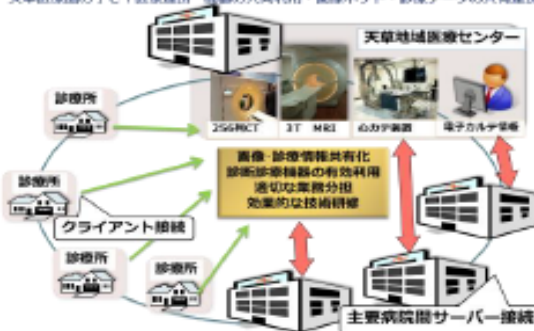 天草地域医療センター
診療所
256列CT
3T MRI
心カテ装置
電子カルテ
画像・診療情報共有化
診断診療機器の有効利用
適切な業務分担
効果的な技術研修
診療所
クライアント接続
診療所
診療所
主要病院間サーバー接続